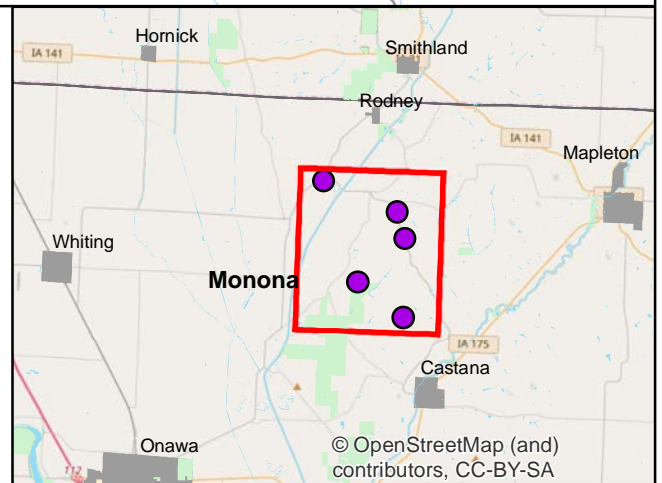 Hornick
IA 141
Smithland
Rodney
IA 141
Mapleton
Whiting
Monona
IA 175
Castana
Onawa
112
© OpenStreetMap (and)
contributors, CC-BY-SA